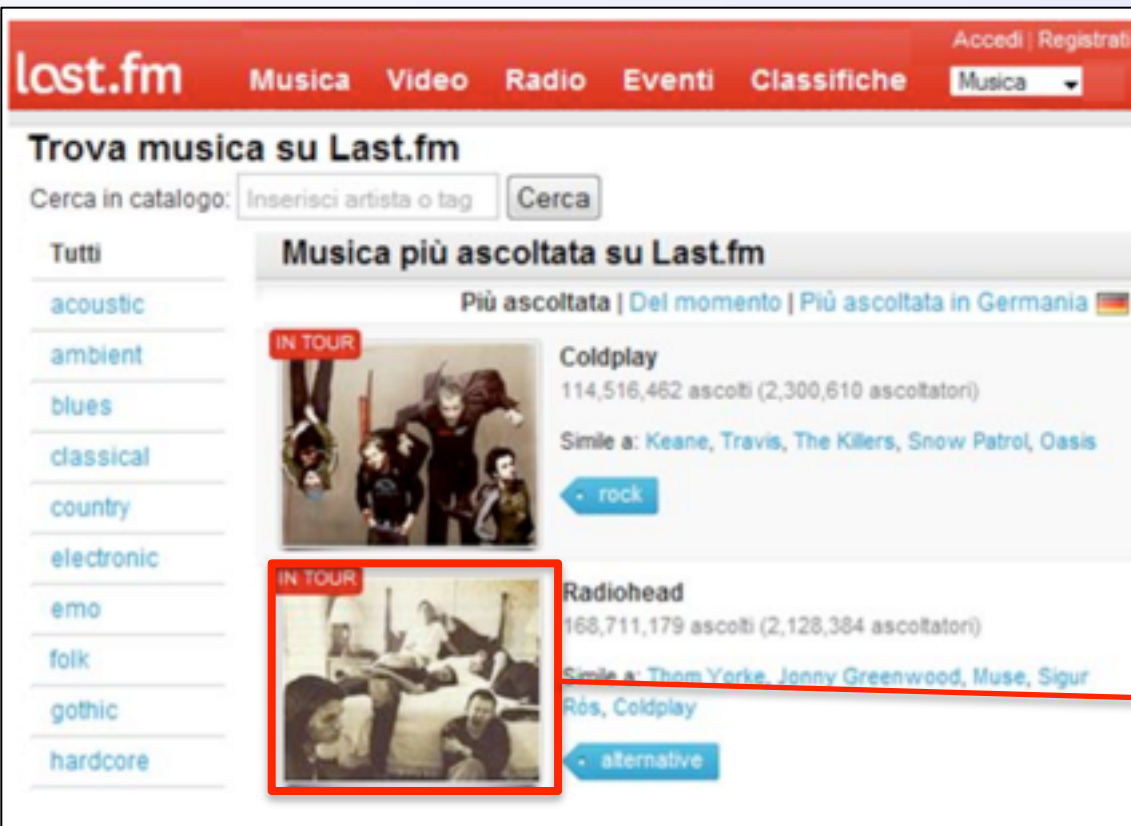 Accedi | Registrati
last.fm Musica Video Radio Eventi Classifiche Musica
Trova musica su Last.fm
Cerca in catalogo: Inserisci artista o tag Cerca
Tutti
acoustic
ambient
blues
classical
country
electronic
emo
folk
gothic
hardcore
Musica più ascoltata su Last.fm
Più ascoltata | Del momento | Più ascoltata in Germania
IN TOUR
Coldplay
114,516,462 ascolti (2,300,610 ascoltatori)
Simile a: Keane, Travis, The Killers, Snow Patrol, Oasis
rock
IN TOUR
Radiohead
168,711,179 ascolti (2,128,384 ascoltatori)
Simile a: Thom Yorke, Jonny Greenwood, Muse, Sigur
Rós, Coldplay
alternative